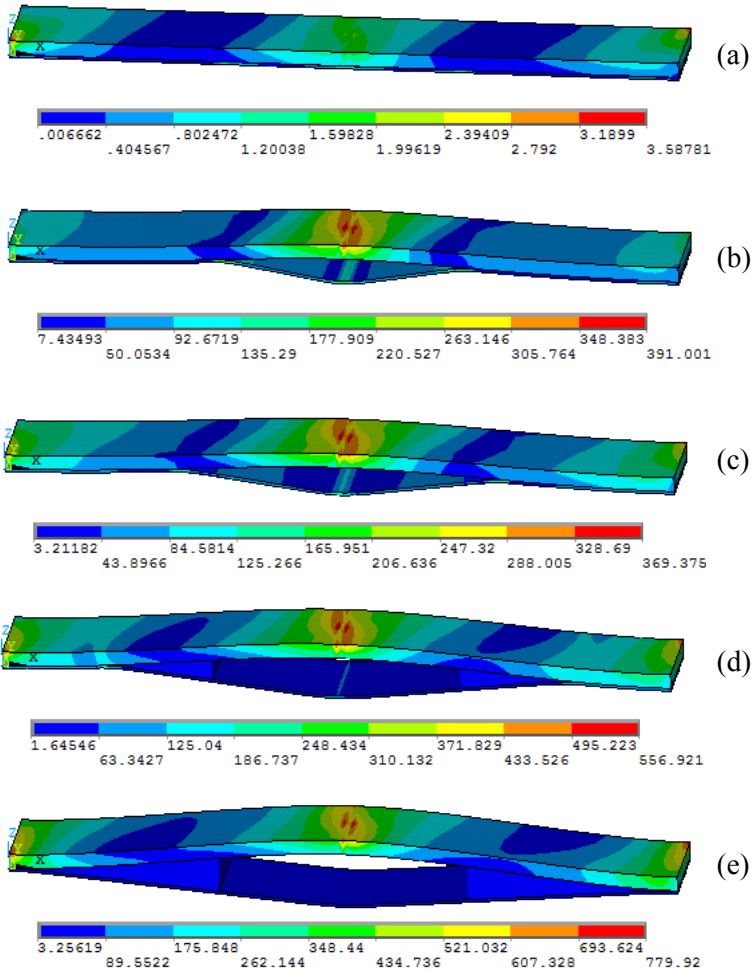 Z
Y
X
(a)
.006662 .802472 1.59828 2.39409 3.1899
.404567 1.20038 1.99619 2.792 3.58781
Z
Y
X
(b)
7.43493 92.6719 177.909 263.146 348.383
50.0534 135.29 220.527 305.764 391.001
Z
Y
X
(c)
3.21182 84.5814 165.951 247.32 328.69
43.8966 125.266 206.636 288.005 369.375
Z
Y
X
(d)
1.64546 125.04 248.434 371.829 495.223
63.3427 186.737 310.132 433.526 556.921
Z
Y
X
(e)
3.25619 175.848 348.44 521.032 693.624
89.5522 262.144 434.736 607.328 779.92